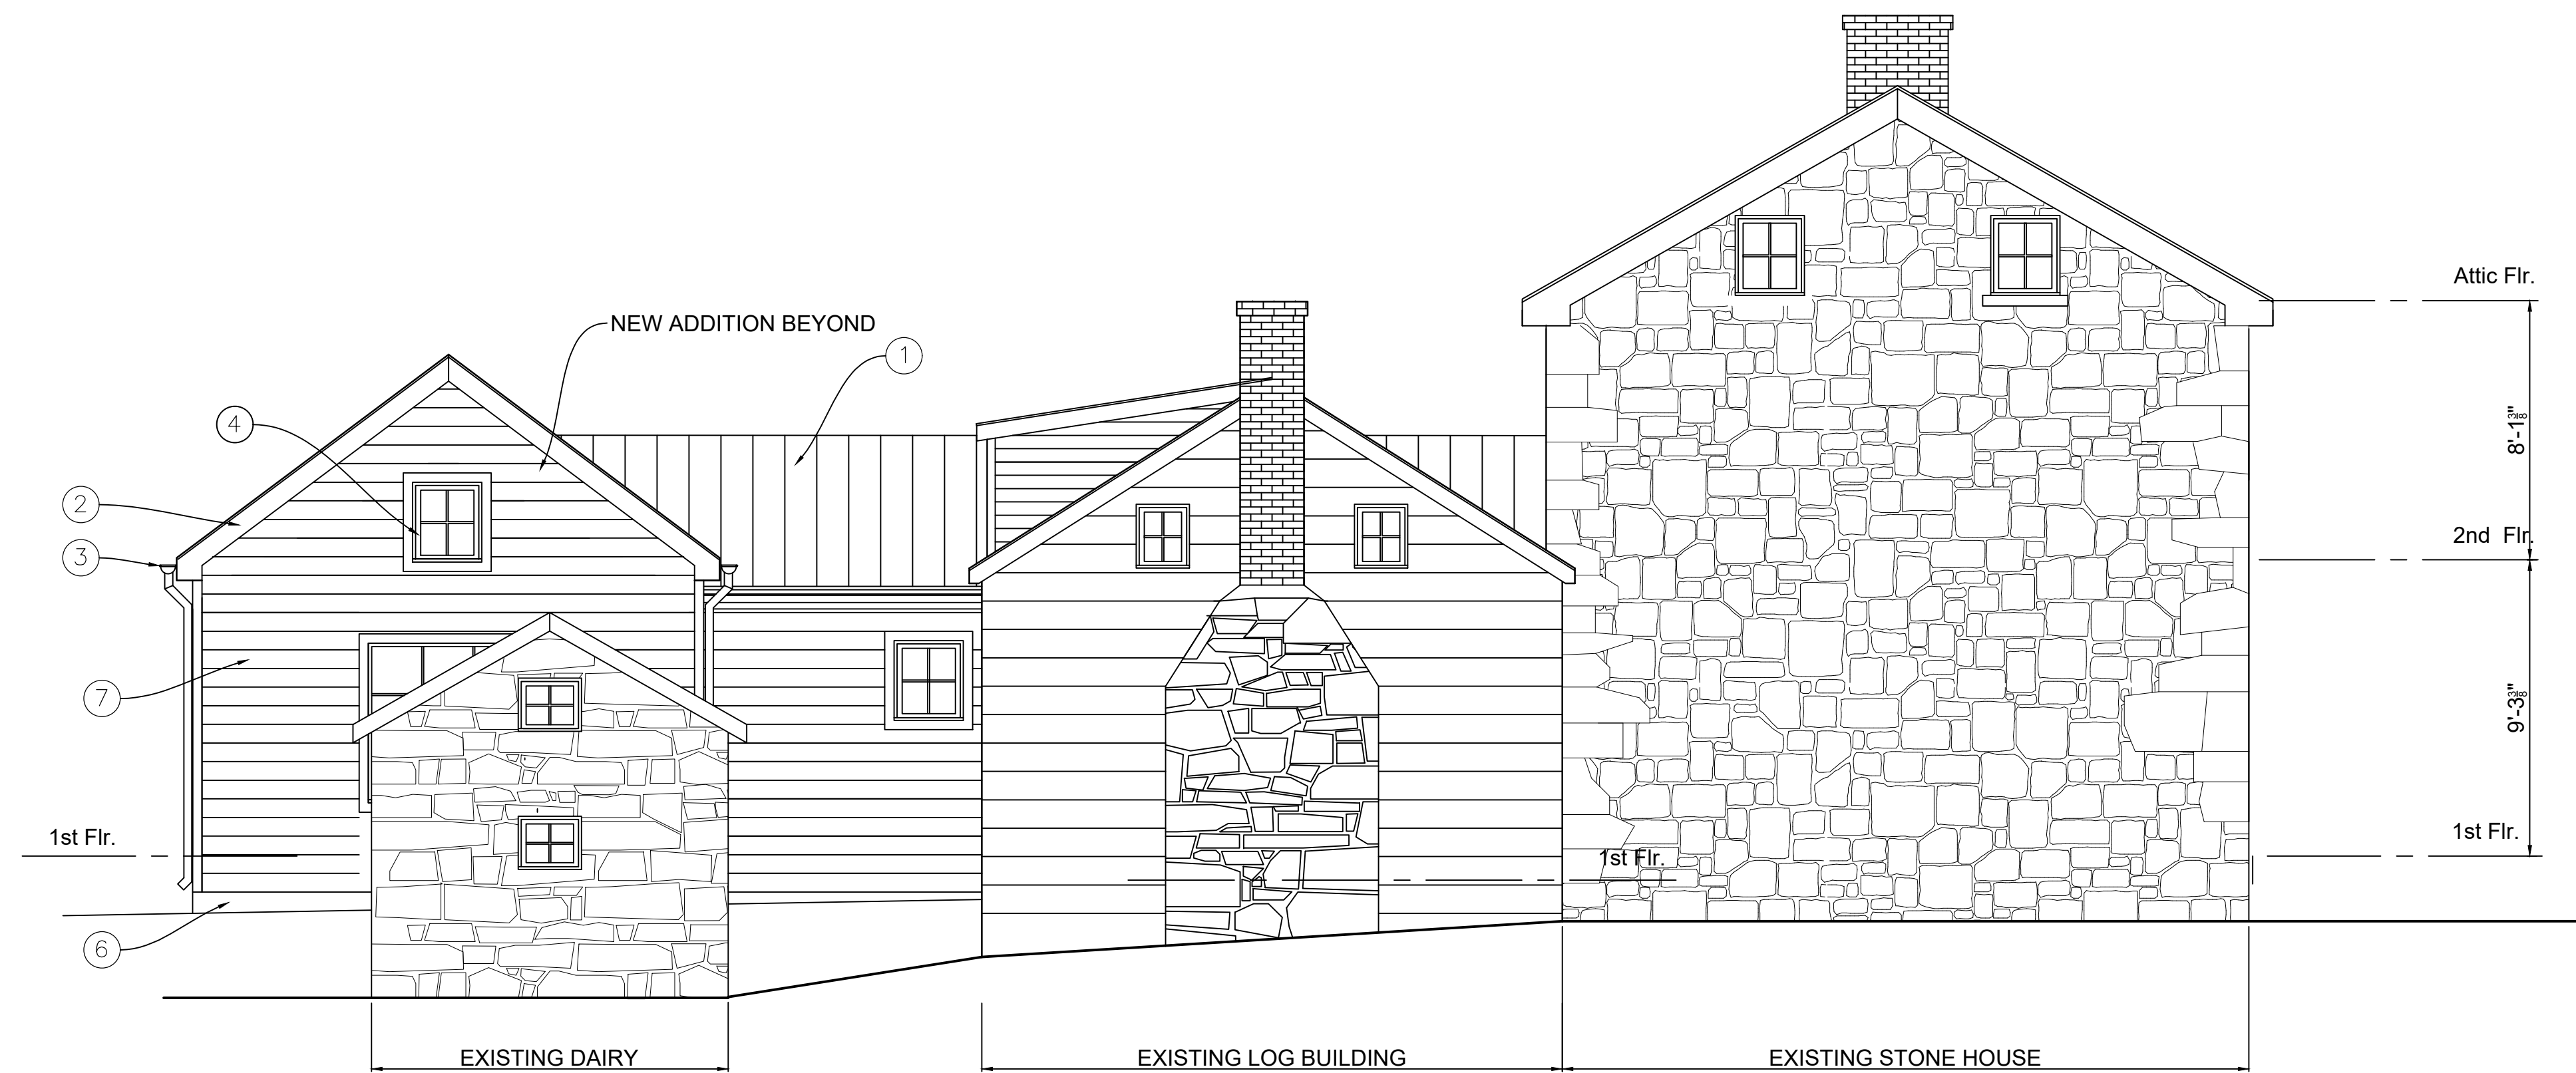 Attic Flr.
NEW ADDITION BEYOND
1
4
8'-1⅜"
2
2nd Flr.
3
7
9'-3⅜"
1st Flr.
1st Flr.
1st Flr.
6
EXISTING DAIRY
EXISTING LOG BUILDING
EXISTING STONE HOUSE